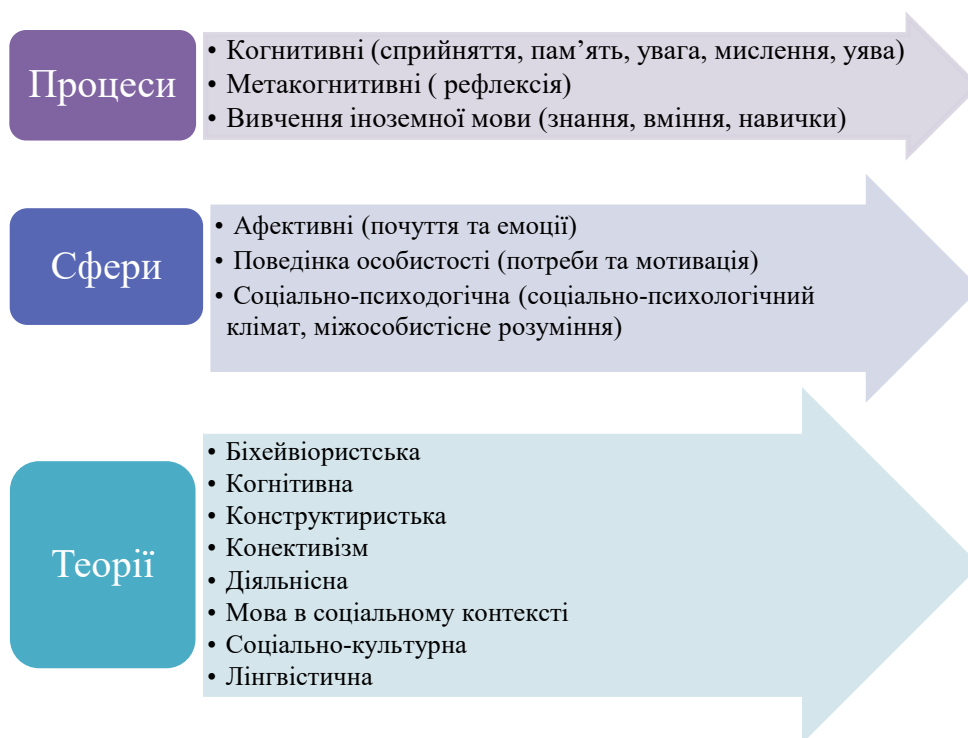 Процеси
• Когнитивні (сприйняття, пам’ять, увага, мислення, уява)
• Метакогнитивні ( рефлексія)
• Вивчення іноземної мови (знання, вміння, навички)
Сфери
• Афективні (почуття та емоції)
• Поведінка особистості (потреби та мотивація)
• Соціально-психодогічна (соціально-психологічний
клімат, міжособистісне розуміння)
Теорії
• Біхейвіористська
• Когнітивна
• Конструктиристька
• Конективізм
• Діяльнісна
• Мова в соціальному контексті
• Соціально-культурна
• Лінгвістична